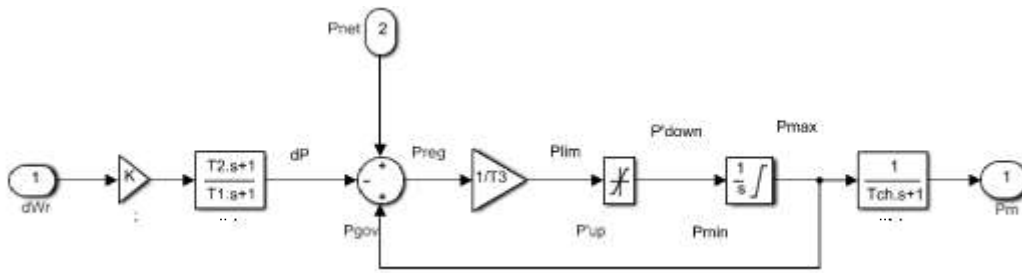 Pnet
2
P'down
Pmax
dP
Preg
Plim
1
K
T2.s+1
T1.s+1
+
-
1/T3
1
s
1
Tch.s+1
1
dWr
Pm
Pgov
P'up
Pmin